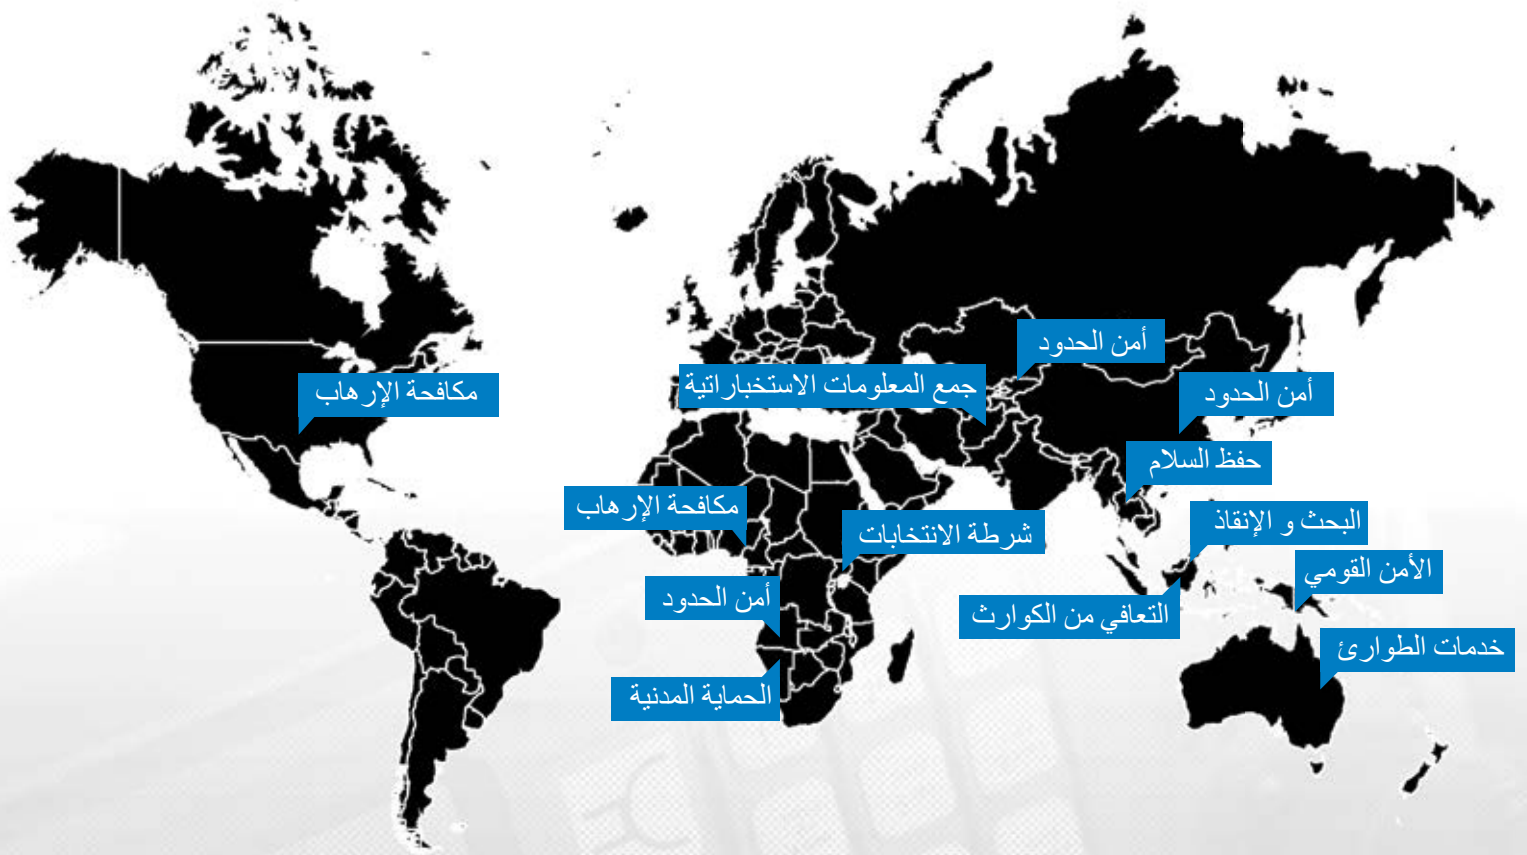 أمن الحدود
جمع المعلومات الاستخباراتية
أمن الحدود
مكافحة الإرهاب
حفظ السلام
مكافحة الإرهاب
البحث و الإنقاذ
شرطة الانتخابات
الأمن القومي
أمن الحدود
التعافي من الكوارث
خدمات الطوارئ
الحماية المدنية